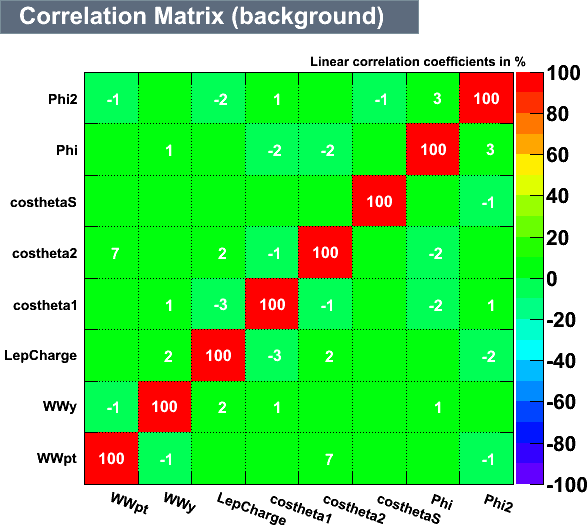 Correlation Matrix (background)
Linear correlation coefficients in %
Phi2 -1 -2 1 -1 3 100
Phi 1 -2 -2 100 3
costhetaS 100 -1
costheta2 7 2 -1 100 -2
costheta1 1 -3 100 -1 -2 1
LepCharge 2 100 -3 2 -2
WWy -1 100 2 1 1
WWpt 100 -1 7 -1
WWpt WWy LepCharge costheta1 costheta2 costhetaS Phi Phi2
100
80
60
40
20
0
-20
-40
-60
-80
-100